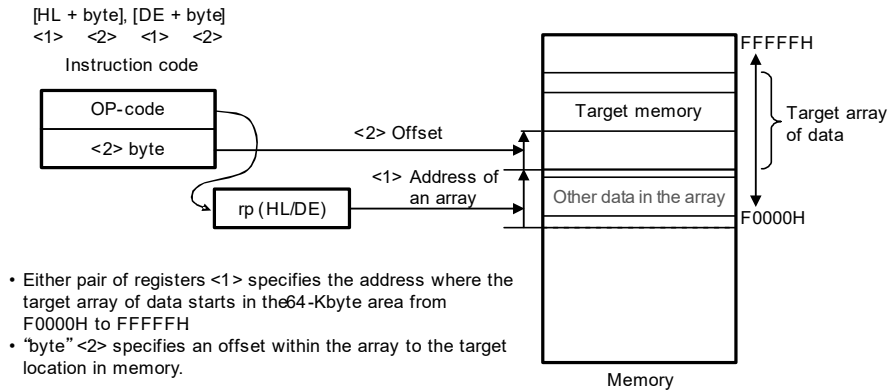 [HL + byte], [DE + byte]
<1> <2> <1> <2>
Instruction code
OP-code
<2> byte
rp (HL/DE)
<2> Offset
<1> Address of
an array
FFFFFH
Target memory
Target array
of data
Other data in the array
F0000H
Memory
• Either pair of registers <1> specifies the address where the
target array of data starts in the64-Kbyte area from
F0000H to FFFFFH
• “byte” <2> specifies an offset within the array to the target
location in memory.